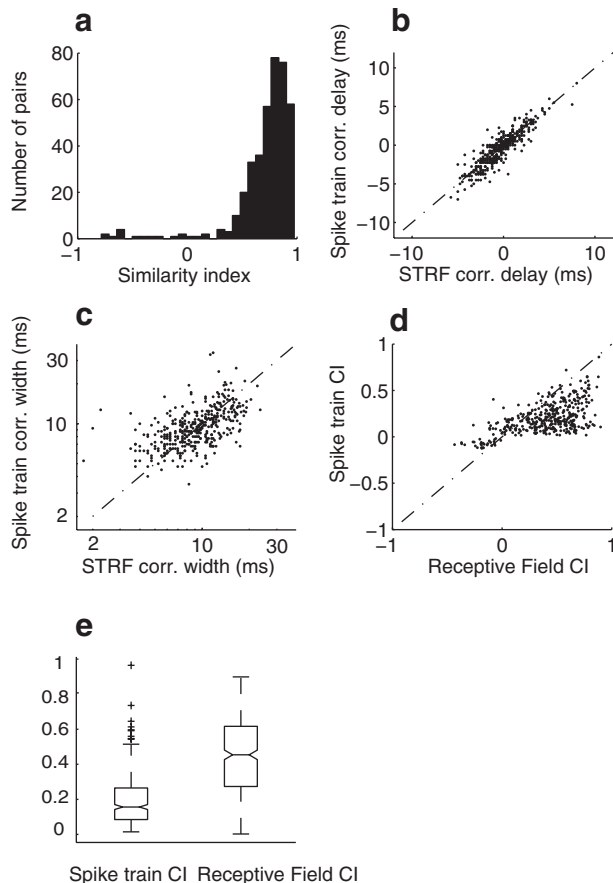 a
Number of pairs
80
60
40
20
0
−1
0
1
Similarity index
b
Spike train corr. delay (ms)
10
5
0
−5
−10
−10
0
10
STRF corr. delay (ms)
c
Spike train corr. width (ms)
30
10
2
2
10
30
STRF corr. width (ms)
d
Spike train CI
1
0.5
0
−0.5
−1
−1
0
1
Receptive Field CI
e
1
0.8
0.6
0.4
0.2
0
Spike train CI
Receptive Field CI